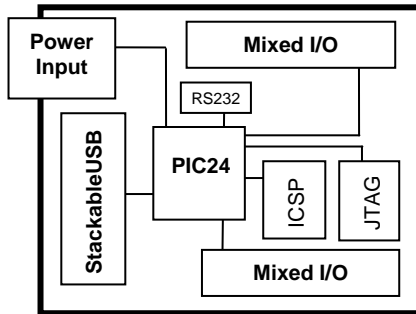 Power
Input
Mixed I/O
RS232
PIC24
StackableUSB
ICSP
JTAG
Mixed I/O